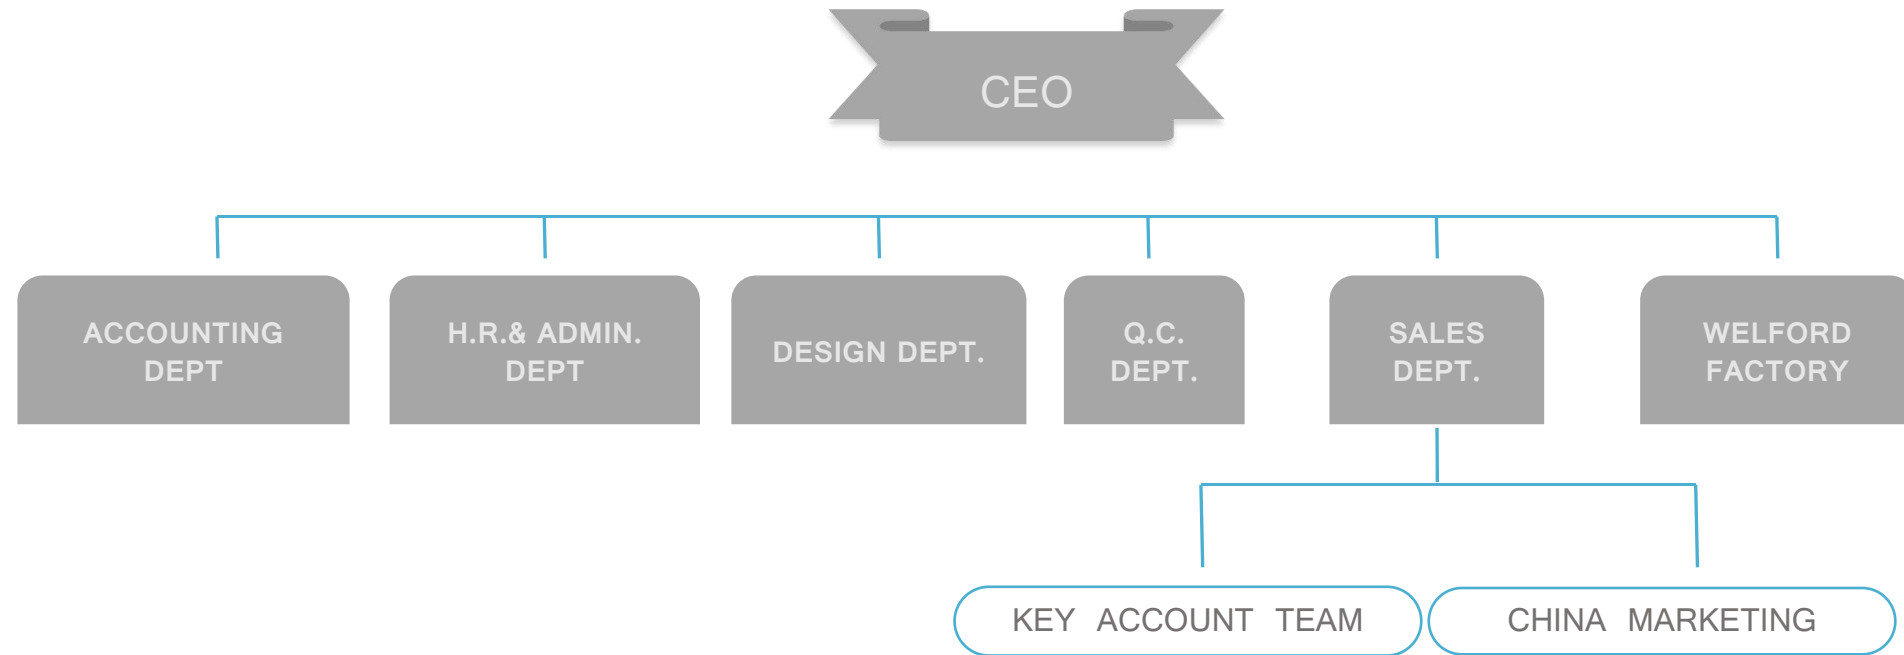 CEO
ACCOUNTING
DEPT
H.R.& ADMIN.
DEPT
DESIGN DEPT.
Q.C.
DEPT.
SALES
DEPT.
WELFORD
FACTORY
KEY ACCOUNT TEAM
CHINA MARKETING